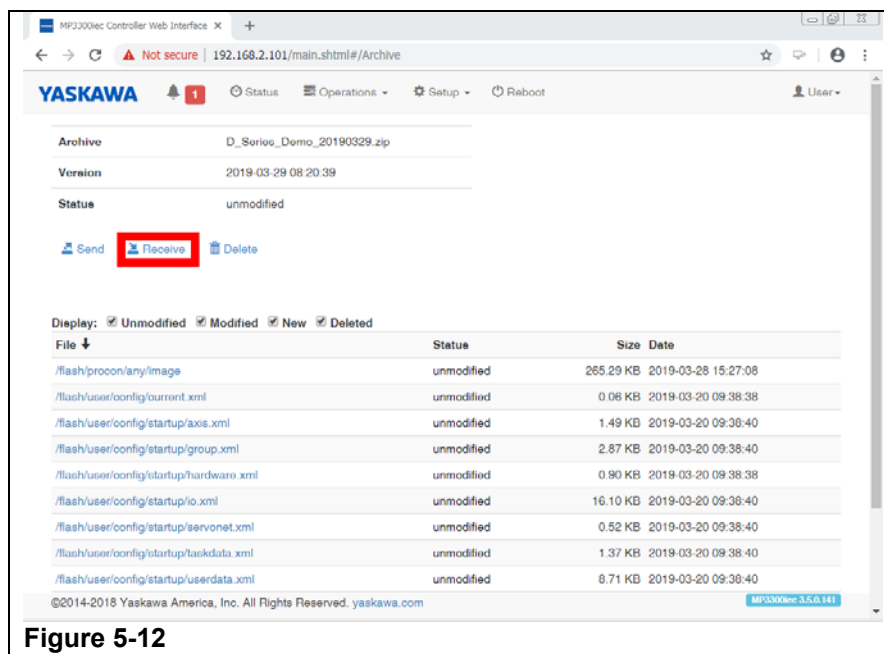 MP3300iec Controller Web Interface
Not secure | 192.168.2.101/main.shtml#/Archive
YASKAWA 1 Status Operations Setup Reboot User
Archive D_Series_Demo_20190329.zip
Version 2019-03-29 08:20:39
Status unmodified
Send Receive Delete
Display: Unmodified Modified New Deleted
File Status Size Date
/flash/procon/any/image unmodified 265.29 KB 2019-03-28 15:27:08
/flash/user/config/current.xml unmodified 0.06 KB 2019-03-20 09:38:38
/flash/user/config/startup/axis.xml unmodified 1.49 KB 2019-03-20 09:38:40
/flash/user/config/startup/group.xml unmodified 2.87 KB 2019-03-20 09:38:40
/flash/user/config/startup/hardware.xml unmodified 0.90 KB 2019-03-20 09:38:38
/flash/user/config/startup/io.xml unmodified 16.10 KB 2019-03-20 09:38:40
/flash/user/config/startup/servonet.xml unmodified 0.52 KB 2019-03-20 09:38:40
/flash/user/config/startup/taskdata.xml unmodified 1.37 KB 2019-03-20 09:38:40
/flash/user/config/startup/userdata.xml unmodified 8.71 KB 2019-03-20 09:38:40
©2014-2018 Yaskawa America, Inc. All Rights Reserved. yaskawa.com MP3300iec 3.5.0.141
Figure 5-12